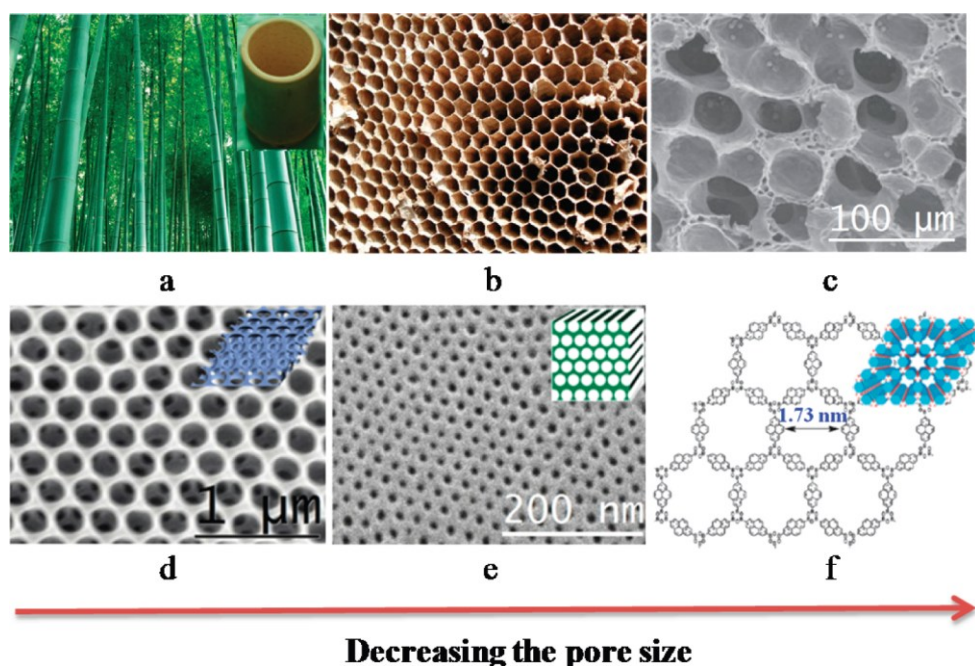 100 μm
a b c
1 μm
200 nm
1.73 nm
d e f
Decreasing the pore size